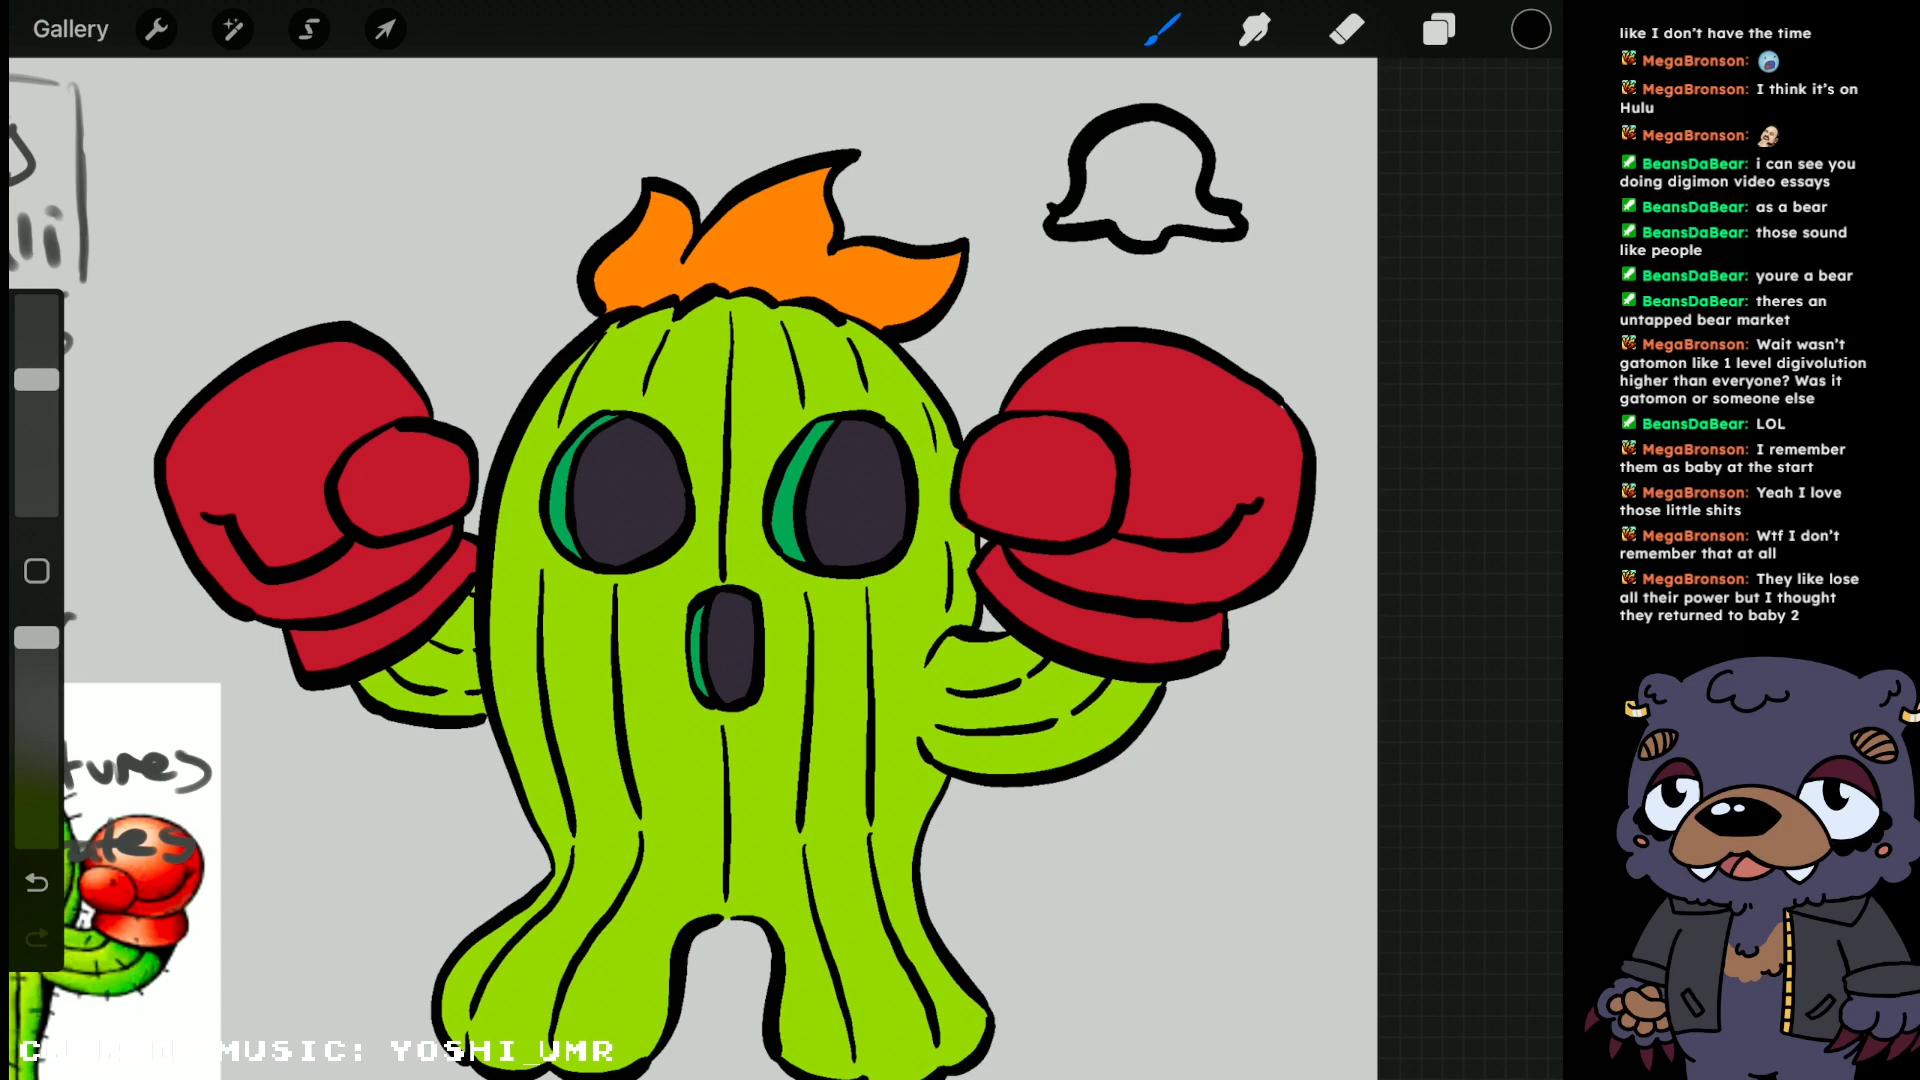 Gallery
like I don't have the time
MegaBronson:
MegaBronson: I think it's on
Hulu
MegaBronson:
BeansDaBear: i can see you
doing digimon video essays
BeansDaBear: as a bear
BeansDaBear: those sound
like people
BeansDaBear: youre a bear
BeansDaBear: theres an
untapped bear market
MegaBronson: Wait wasn't
gatomon like 1 level digivolution
higher than everyone? Was it
gatomon or someone else
BeansDaBear: LOL
MegaBronson: I remember
them as baby at the start
MegaBronson: Yeah I love
those little shits
MegaBronson: Wtf I don't
remember that at all
MegaBronson: They like lose
all their power but I thought
they returned to baby 2
MUSIC: YOSHI_UMR